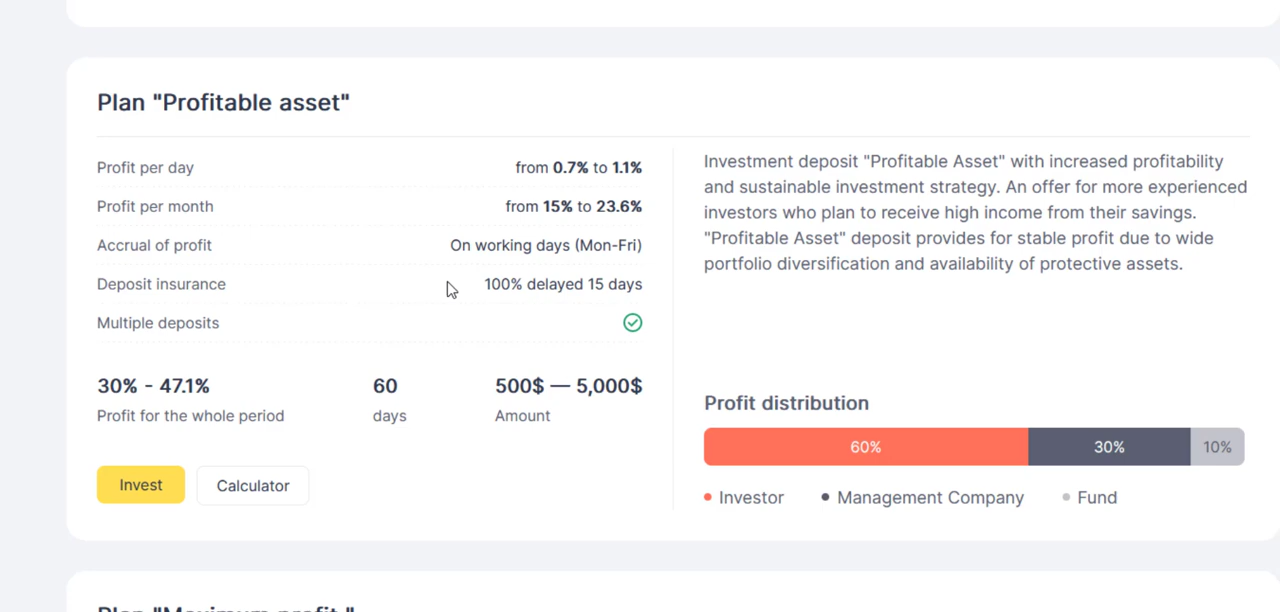 Plan "Profitable asset"
Profit per day from 0.7% to 1.1%
Profit per month from 15% to 23.6%
Accrual of profit On working days (Mon-Fri)
Deposit insurance 100% delayed 15 days
Multiple deposits
30% - 47.1% 60 500$ — 5,000$
Profit for the whole period days Amount
Invest Calculator
Investment deposit "Profitable Asset" with increased profitability
and sustainable investment strategy. An offer for more experienced
investors who plan to receive high income from their savings.
"Profitable Asset" deposit provides for stable profit due to wide
portfolio diversification and availability of protective assets.
Profit distribution
60% 30% 10%
Investor Management Company Fund
Plan "Maximum profit "